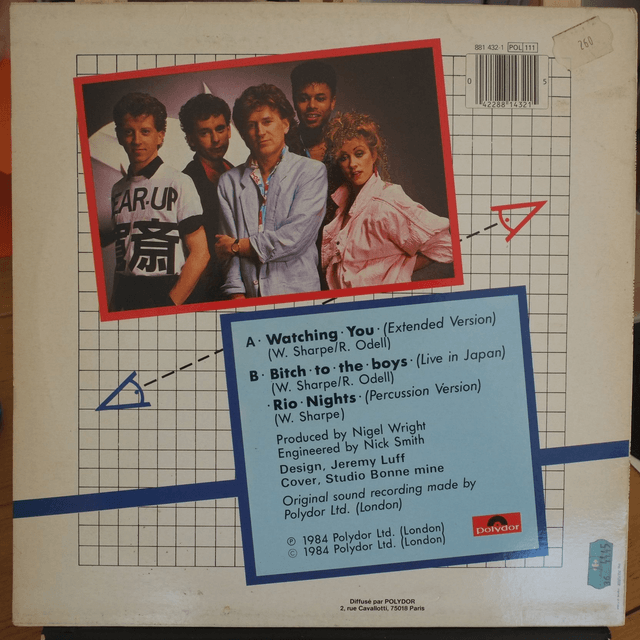 260
881 432-1 POL 111
0 5
42288"14321
EAR·UP
斎
A· Watching·You·(Extended Version)
(W. Sharpe/R. Odell)
B· Bitch·to·the·boys·(Live in Japan)
(W. Sharpe/R. Odell)
·Rio·Nights·(Percussion Version)
(W. Sharpe)
Produced by Nigel Wright
Engineered by Nick Smith
Design, Jeremy Luff
Cover, Studio Bonne mine
Original sound recording made by
Polydor Ltd. (London)
℗ 1984 Polydor Ltd. (London)
© 1984 Polydor Ltd. (London)
Polydor
Diffusé par POLYDOR
2, rue Cavallotti, 75018 Paris